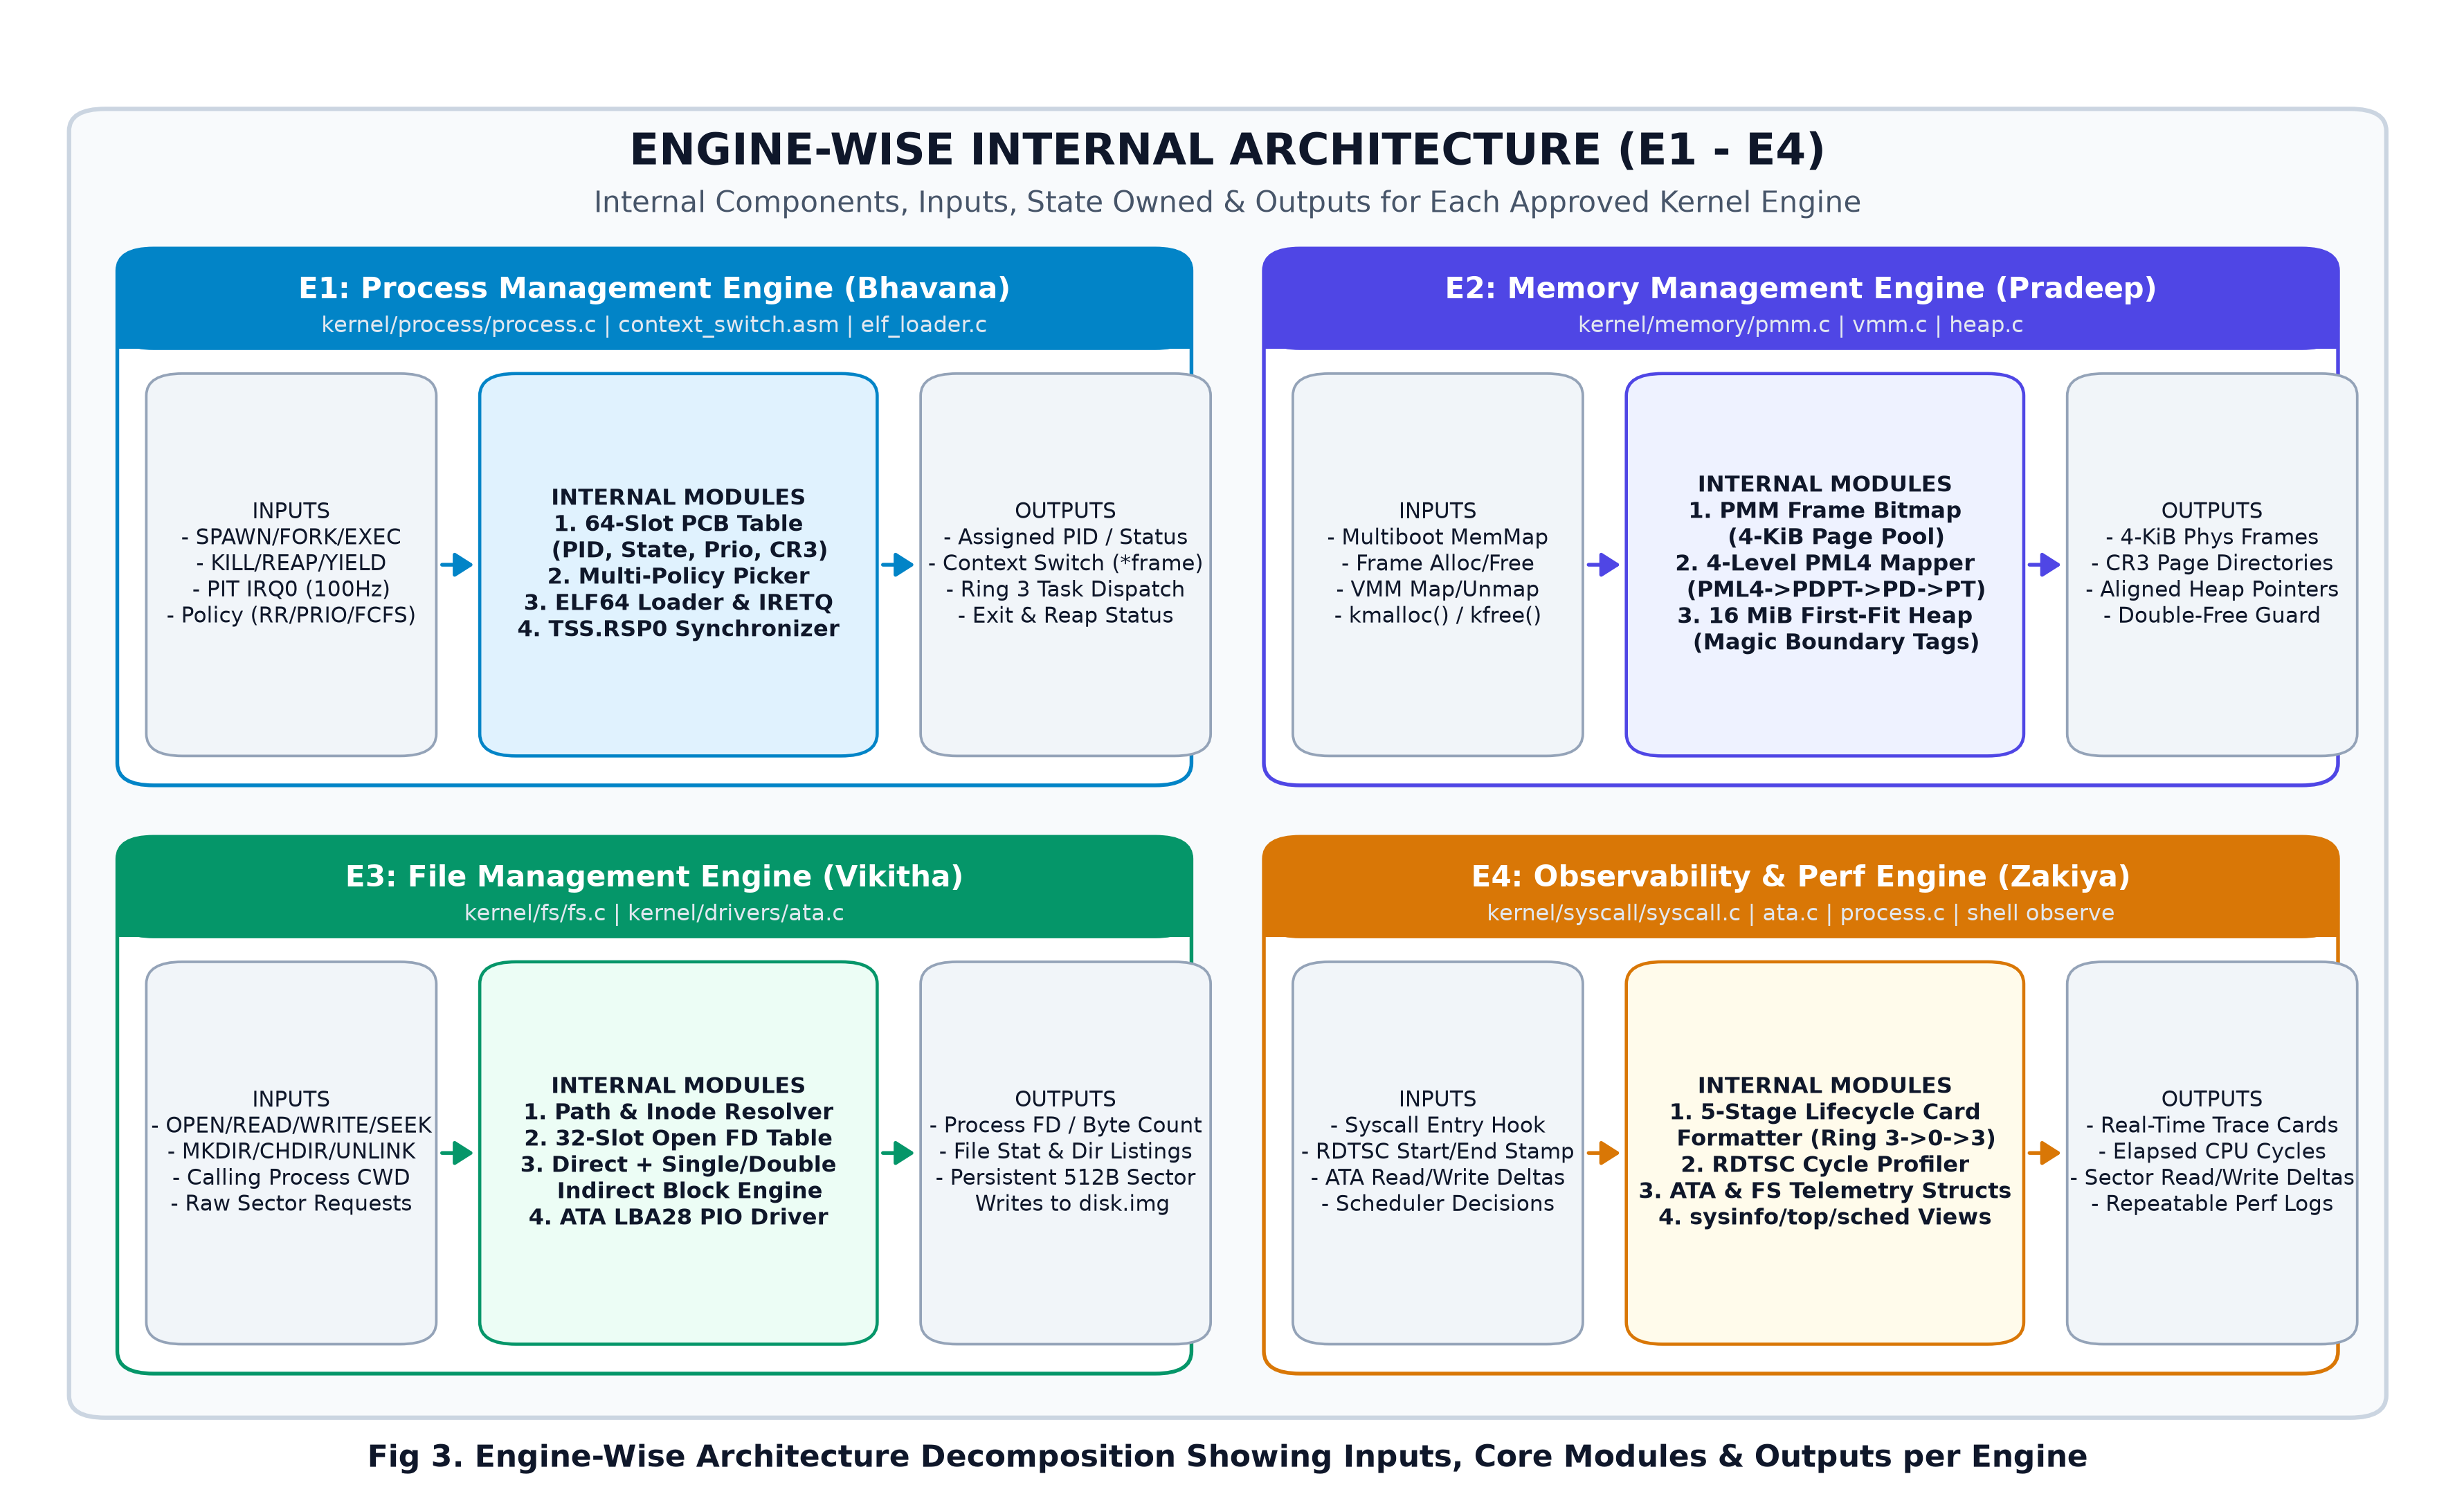 ENGINE-WISE INTERNAL ARCHITECTURE (E1 - E4)
Internal Components, Inputs, State Owned & Outputs for Each Approved Kernel Engine
E1: Process Management Engine (Bhavana)
kernel/process/process.c | context_switch.asm | elf_loader.c
INPUTS
- SPAWN/FORK/EXEC
- KILL/REAP/YIELD
- PIT IRQ0 (100Hz)
- Policy (RR/PRIO/FCFS)
INTERNAL MODULES
1. 64-Slot PCB Table
(PID, State, Prio, CR3)
2. Multi-Policy Picker
3. ELF64 Loader & IRETQ
4. TSS.RSP0 Synchronizer
OUTPUTS
- Assigned PID / Status
- Context Switch (*frame)
- Ring 3 Task Dispatch
- Exit & Reap Status
E2: Memory Management Engine (Pradeep)
kernel/memory/pmm.c | vmm.c | heap.c
INPUTS
- Multiboot MemMap
- Frame Alloc/Free
- VMM Map/Unmap
- kmalloc() / kfree()
INTERNAL MODULES
1. PMM Frame Bitmap
(4-KiB Page Pool)
2. 4-Level PML4 Mapper
(PML4->PDPT->PD->PT)
3. 16 MiB First-Fit Heap
(Magic Boundary Tags)
OUTPUTS
- 4-KiB Phys Frames
- CR3 Page Directories
- Aligned Heap Pointers
- Double-Free Guard
E3: File Management Engine (Vikitha)
kernel/fs/fs.c | kernel/drivers/ata.c
INPUTS
- OPEN/READ/WRITE/SEEK
- MKDIR/CHDIR/UNLINK
- Calling Process CWD
- Raw Sector Requests
INTERNAL MODULES
1. Path & Inode Resolver
2. 32-Slot Open FD Table
3. Direct + Single/Double
Indirect Block Engine
4. ATA LBA28 PIO Driver
OUTPUTS
- Process FD / Byte Count
- File Stat & Dir Listings
- Persistent 512B Sector
Writes to disk.img
E4: Observability & Perf Engine (Zakiya)
kernel/syscall/syscall.c | ata.c | process.c | shell observe
INPUTS
- Syscall Entry Hook
- RDTSC Start/End Stamp
- ATA Read/Write Deltas
- Scheduler Decisions
INTERNAL MODULES
1. 5-Stage Lifecycle Card
Formatter (Ring 3->0->3)
2. RDTSC Cycle Profiler
3. ATA & FS Telemetry Structs
4. sysinfo/top/sched Views
OUTPUTS
- Real-Time Trace Cards
- Elapsed CPU Cycles
- Sector Read/Write Deltas
- Repeatable Perf Logs
Fig 3. Engine-Wise Architecture Decomposition Showing Inputs, Core Modules & Outputs per Engine